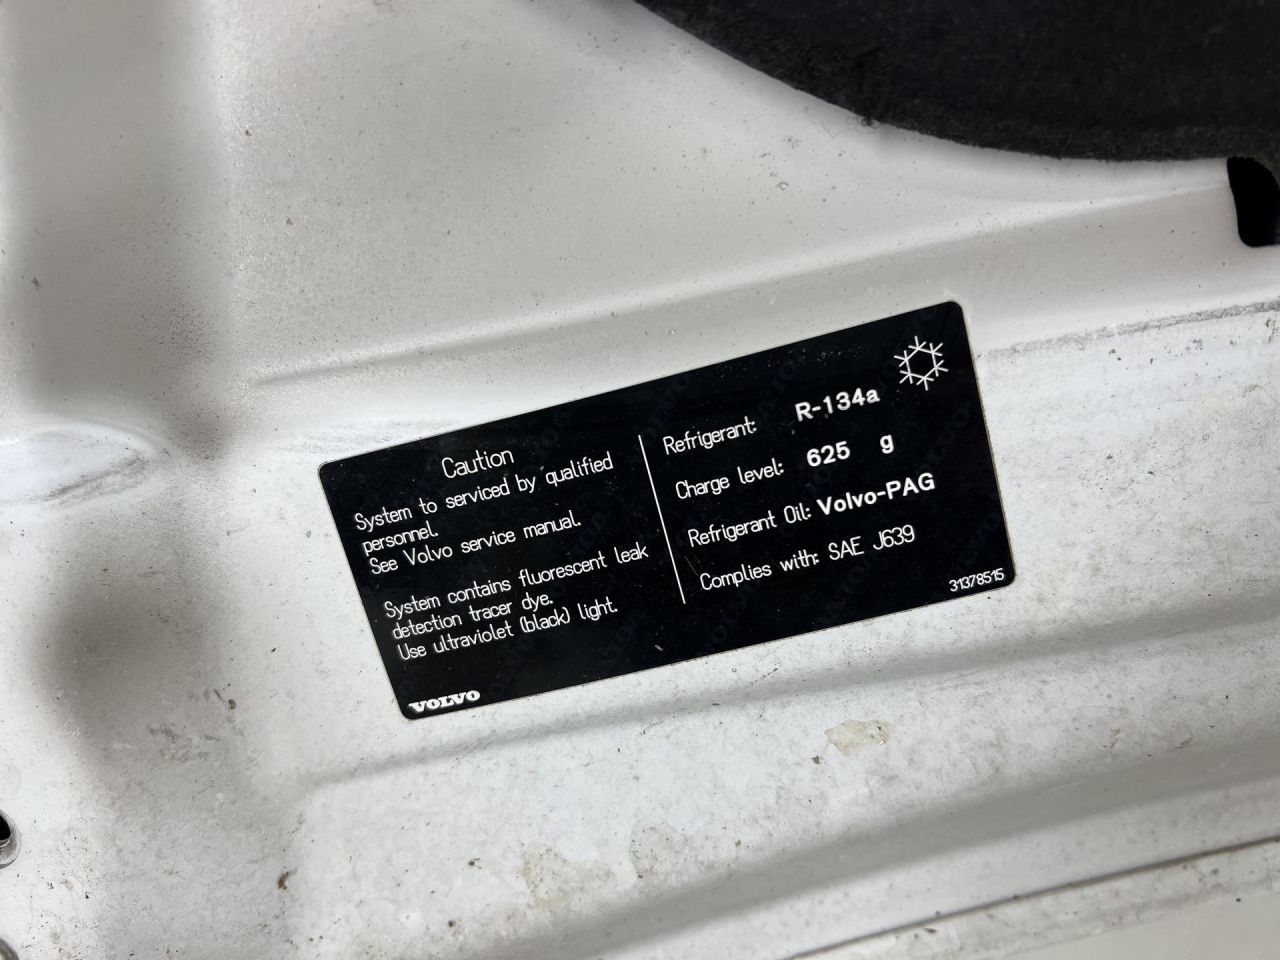 Caution
System to serviced by qualified
personnel.
See Volvo service manual.
System contains fluorescent leak
detection tracer dye.
Use ultraviolet (black) light.
VOLVO
Refrigerant: R-134a
Charge level: 625 g
Refrigerant Oil: Volvo-PAG
Complies with: SAE J639
31378515